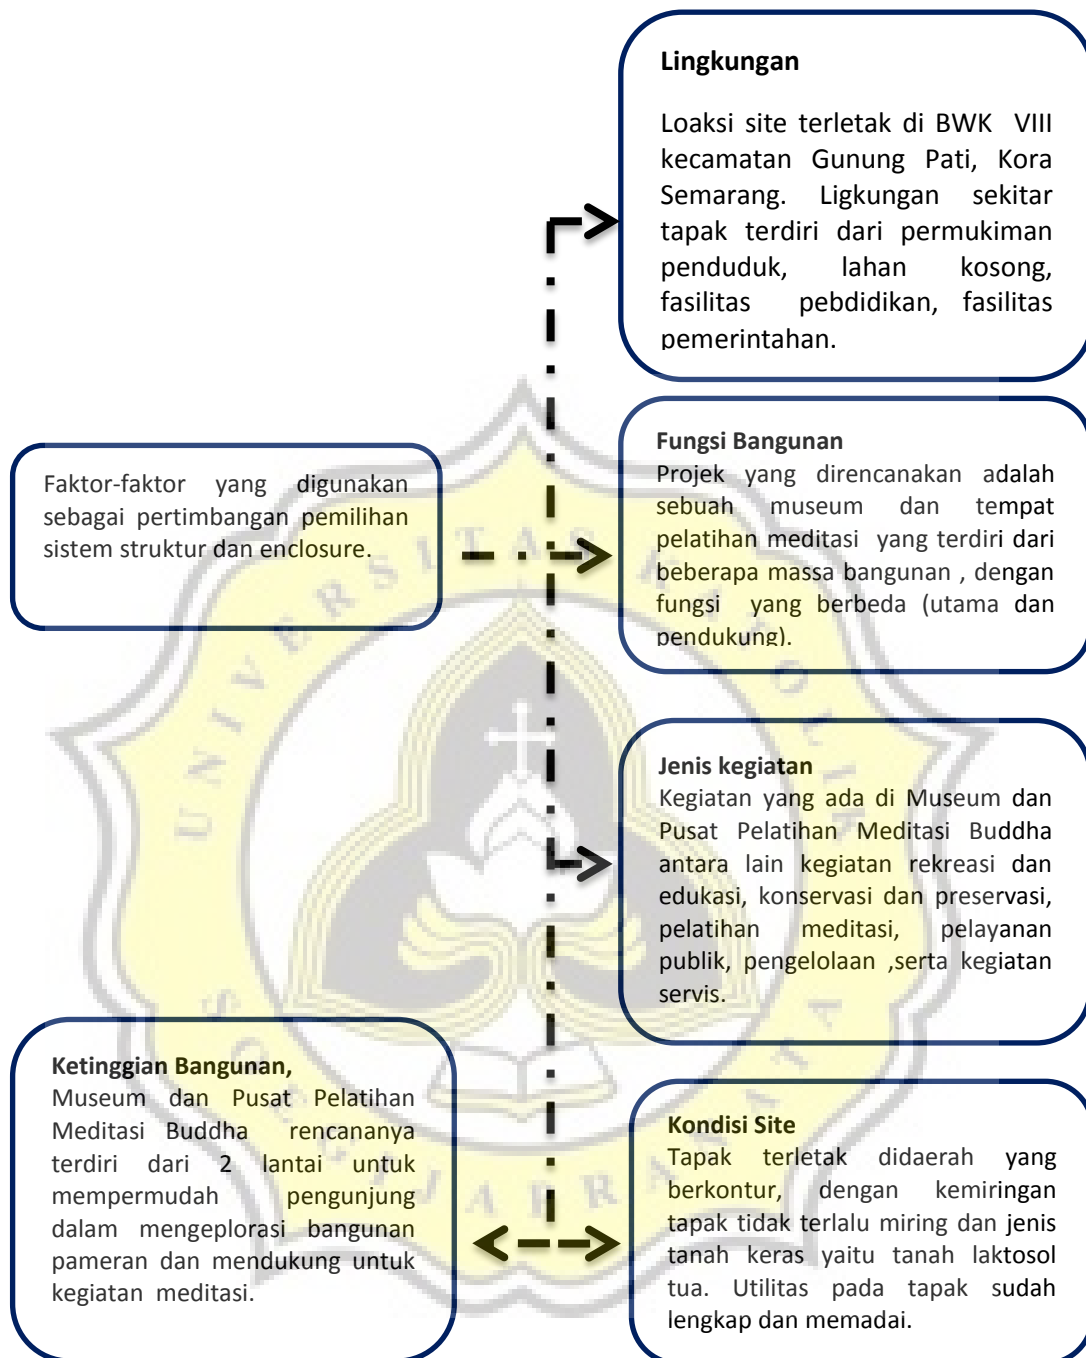 Lingkungan
Loaksi site terletak di BWK VIII
kecamatan Gunung Pati, Kora
Semarang. Ligkungan sekitar
tapak terdiri dari permukiman
penduduk, lahan kosong,
fasilitas pebdidikan, fasilitas
pemerintahan.
Faktor-faktor yang digunakan
sebagai pertimbangan pemilihan
sistem struktur dan enclosure.
Fungsi Bangunan
Projek yang direncanakan adalah
sebuah museum dan tempat
pelatihan meditasi yang terdiri dari
beberapa massa bangunan , dengan
fungsi yang berbeda (utama dan
pendukung).
Jenis kegiatan
Kegiatan yang ada di Museum dan
Pusat Pelatihan Meditasi Buddha
antara lain kegiatan rekreasi dan
edukasi, konservasi dan preservasi,
pelatihan meditasi, pelayanan
publik, pengelolaan ,serta kegiatan
servis.
Ketinggian Bangunan,
Museum dan Pusat Pelatihan
Meditasi Buddha rencananya
terdiri dari 2 lantai untuk
mempermudah pengunjung
dalam mengeplorasi bangunan
pameran dan mendukung untuk
kegiatan meditasi.
Kondisi Site
Tapak terletak didaerah yang
berkontur, dengan kemiringan
tapak tidak terlalu miring dan jenis
tanah keras yaitu tanah laktosol
tua. Utilitas pada tapak sudah
lengkap dan memadai.
UNIVERSITAS KATOLIK
SOEGIJAPRANATA